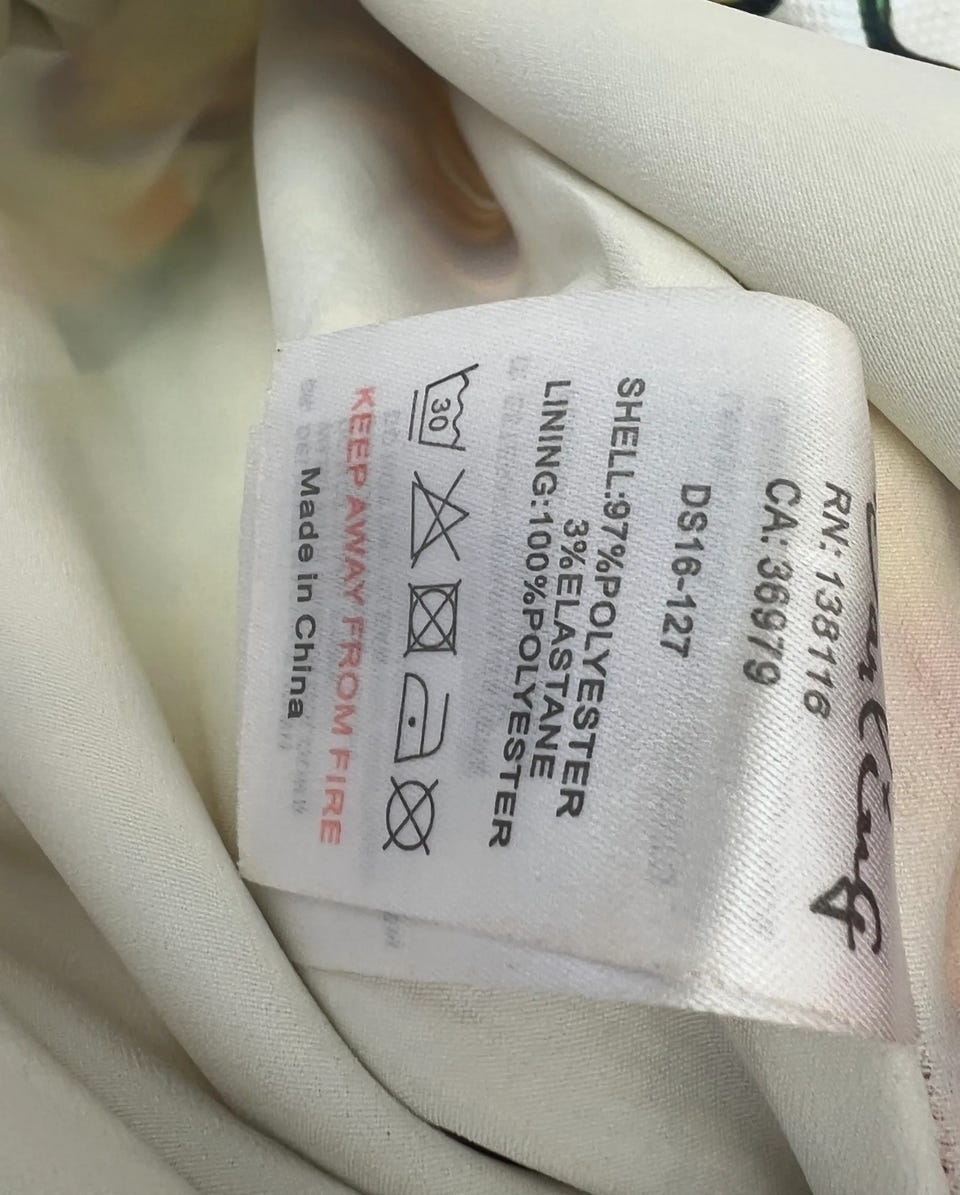 RN: 138116
CA: 36979
DS16-127
SHELL:97%POLYESTER
3%ELASTANE
LINING:100%POLYESTER
30
KEEP AWAY FROM FIRE
Made in China